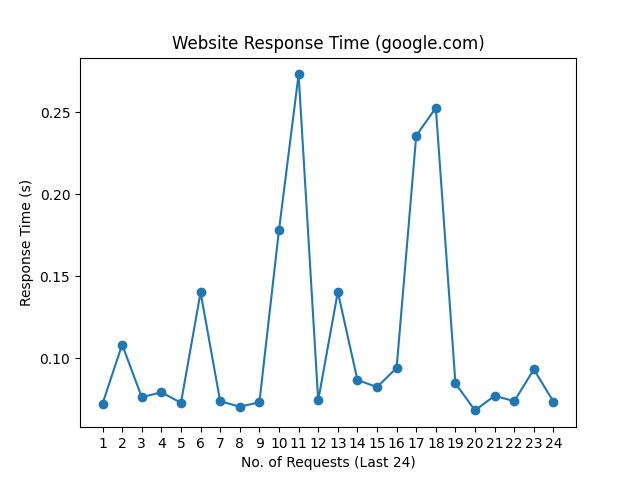 Website Response Time (google.com)
Response Time (s)
0.25
0.20
0.15
0.10
1 2 3 4 5 6 7 8 9 10 11 12 13 14 15 16 17 18 19 20 21 22 23 24
No. of Requests (Last 24)